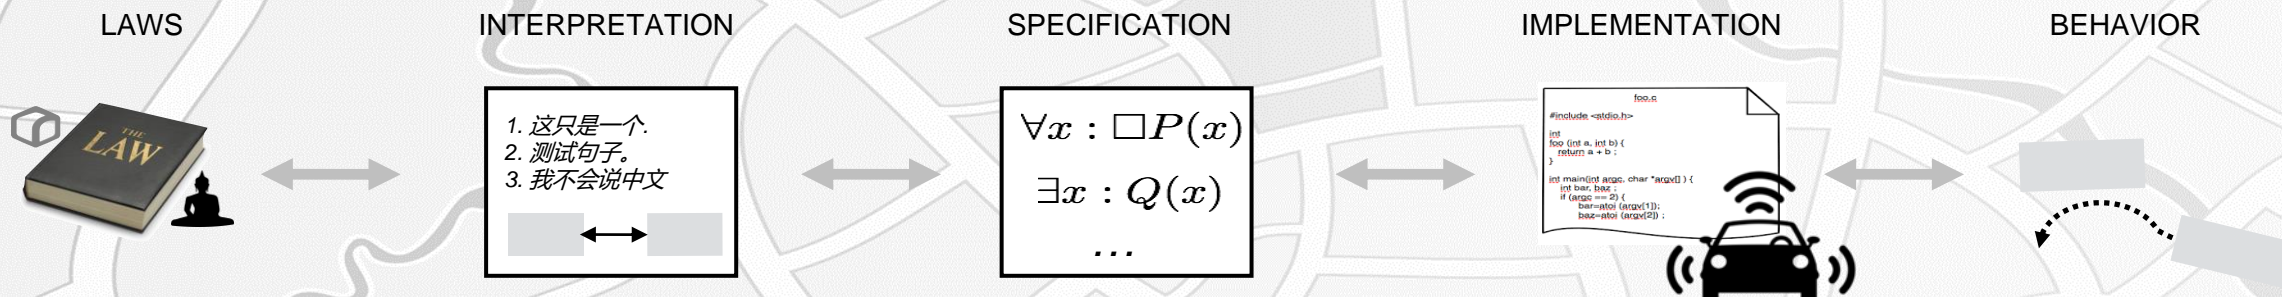 LAWS
INTERPRETATION
SPECIFICATION
IMPLEMENTATION
BEHAVIOR
THE
LAW
1. 这只是一个.
2. 测试句子。
3. 我不会说中文
∀x : □P(x)
∃x : Q(x)
...
foo.c
#include <stdio.h>
int
foo (int a, int b) {
return a + b ;
}
int main(int argc, char *argv[] ) {
int bar, baz ;
if (argc == 2) {
bar=atoi (argv[1]);
baz=atoi (argv[2]) ;